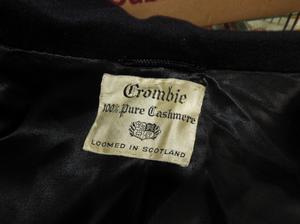 Crombie
100% Pure Cashmere
LOOMED IN SCOTLAND